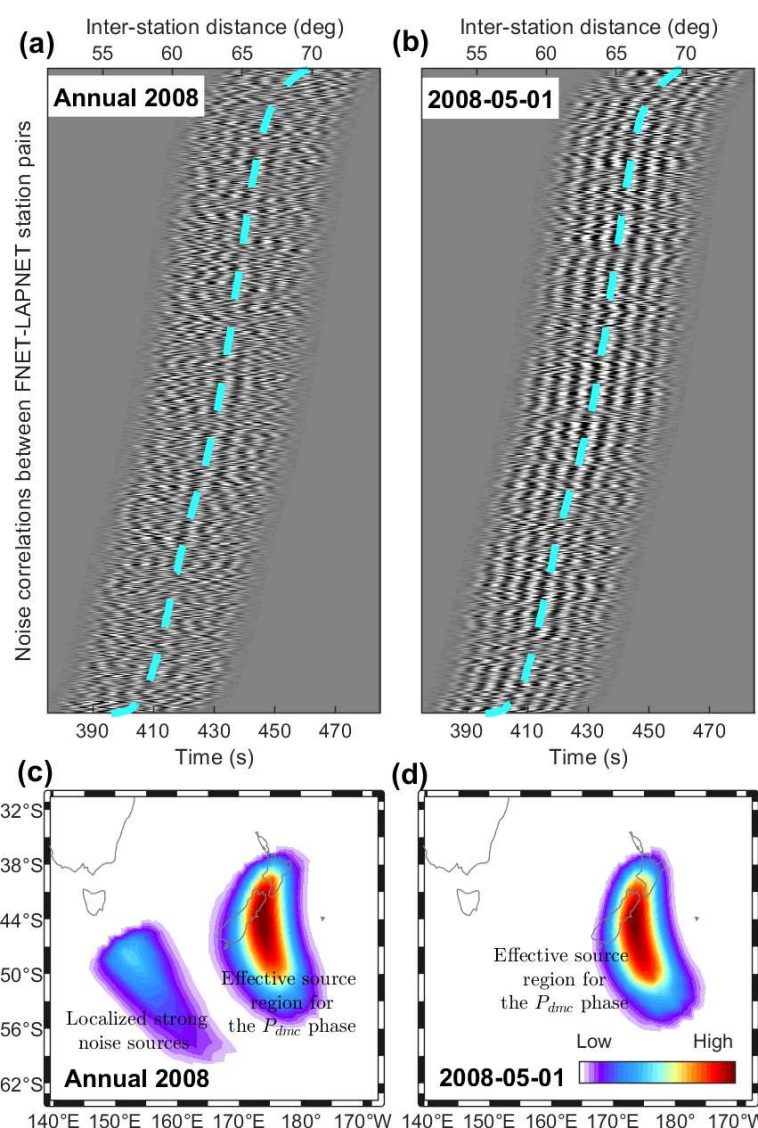 (a) Inter-station distance (deg)
55 60 65 70
Annual 2008
Noise correlations between FNET-LAPNET station pairs
390 410 430 450 470
Time (s)
(b) Inter-station distance (deg)
55 60 65 70
2008-05-01
390 410 430 450 470
Time (s)
(c)
32°S
38°S
44°S
50°S
56°S
62°S
Effective source
region for
the Pdmc phase
Localized strong
noise sources
Annual 2008
140°E 150°E 160°E 170°E 180° 170°W
(d)
Effective source
region for
the Pdmc phase
Low High
2008-05-01
140°E 150°E 160°E 170°E 180° 170°W